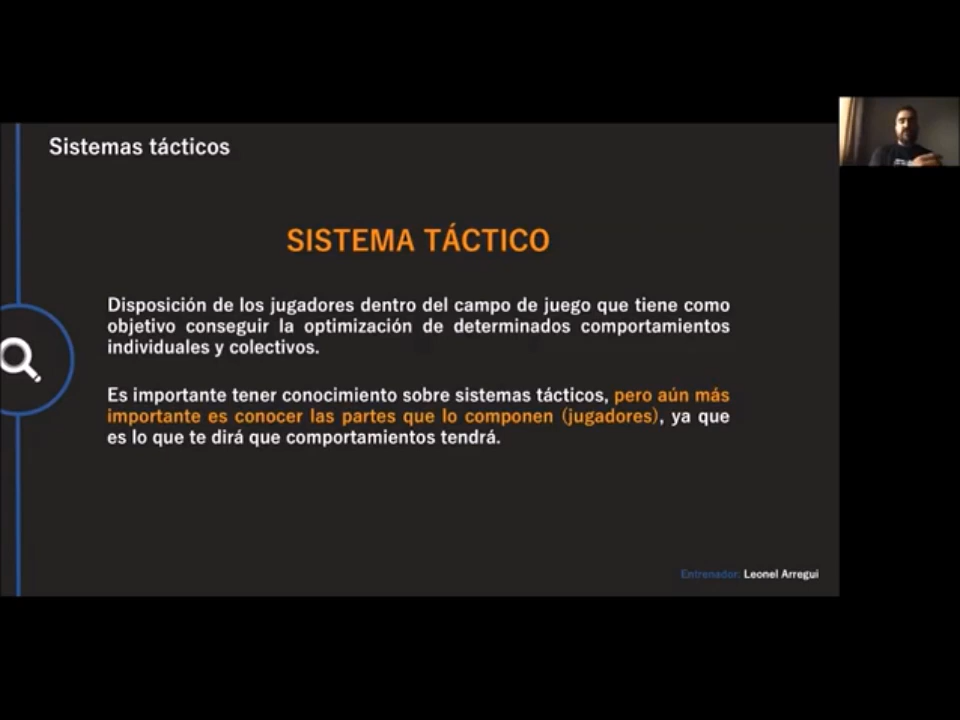 Sistemas tácticos
SISTEMA TÁCTICO
Disposición de los jugadores dentro del campo de juego que tiene como
objetivo conseguir la optimización de determinados comportamientos
individuales y colectivos.
Es importante tener conocimiento sobre sistemas tácticos, pero aún más
importante es conocer las partes que lo componen (jugadores), ya que
es lo que te dirá que comportamientos tendrá.
Entrenador: Leonel Arregui